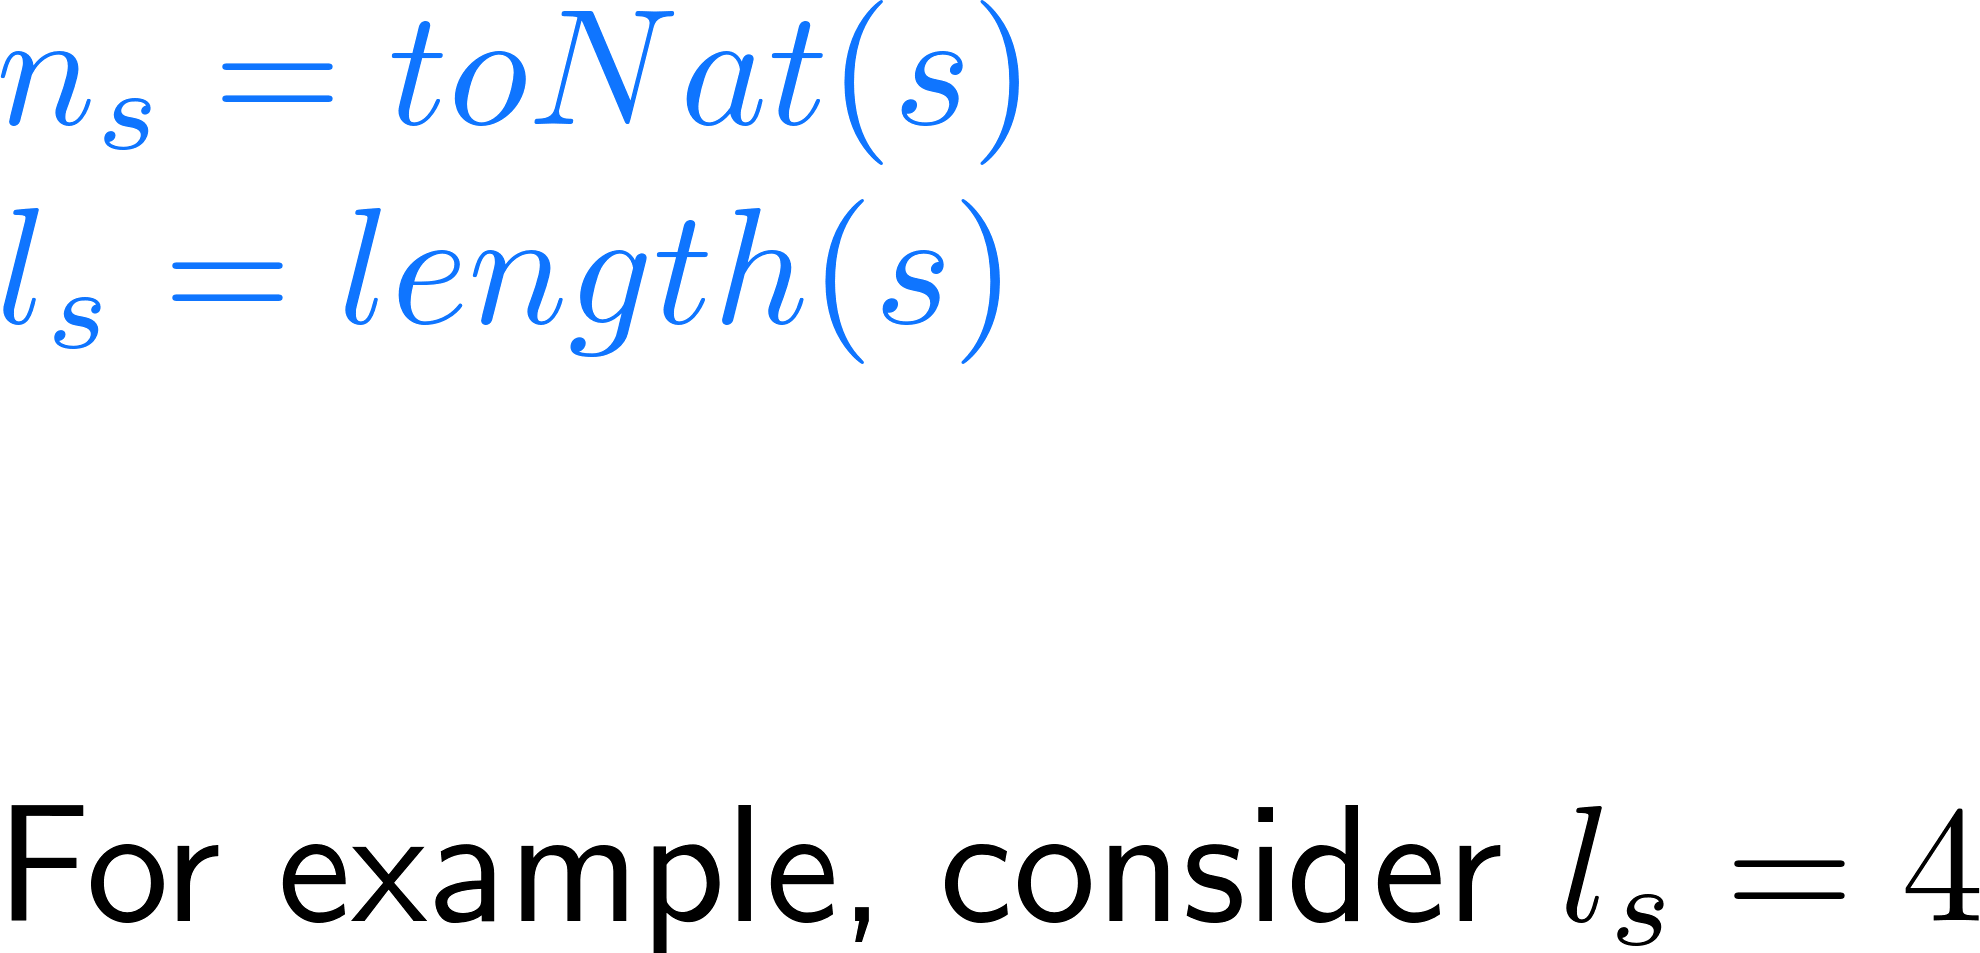 n_s = toNat(s)
l_s = length(s)
For example, consider l_s = 4